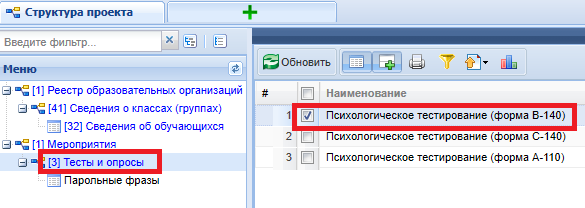 Структура проекта
Введите фильтр...
Меню
[1] Реестр образовательных организаций
[41] Сведения о классах (группах)
[32] Сведения об обучающихся
[1] Мероприятия
[3] Тесты и опросы
Парольные фразы
Обновить
# Наименование
1 Психологическое тестирование (форма В-140)
2 Психологическое тестирование (форма С-140)
3 Психологическое тестирование (форма А-110)